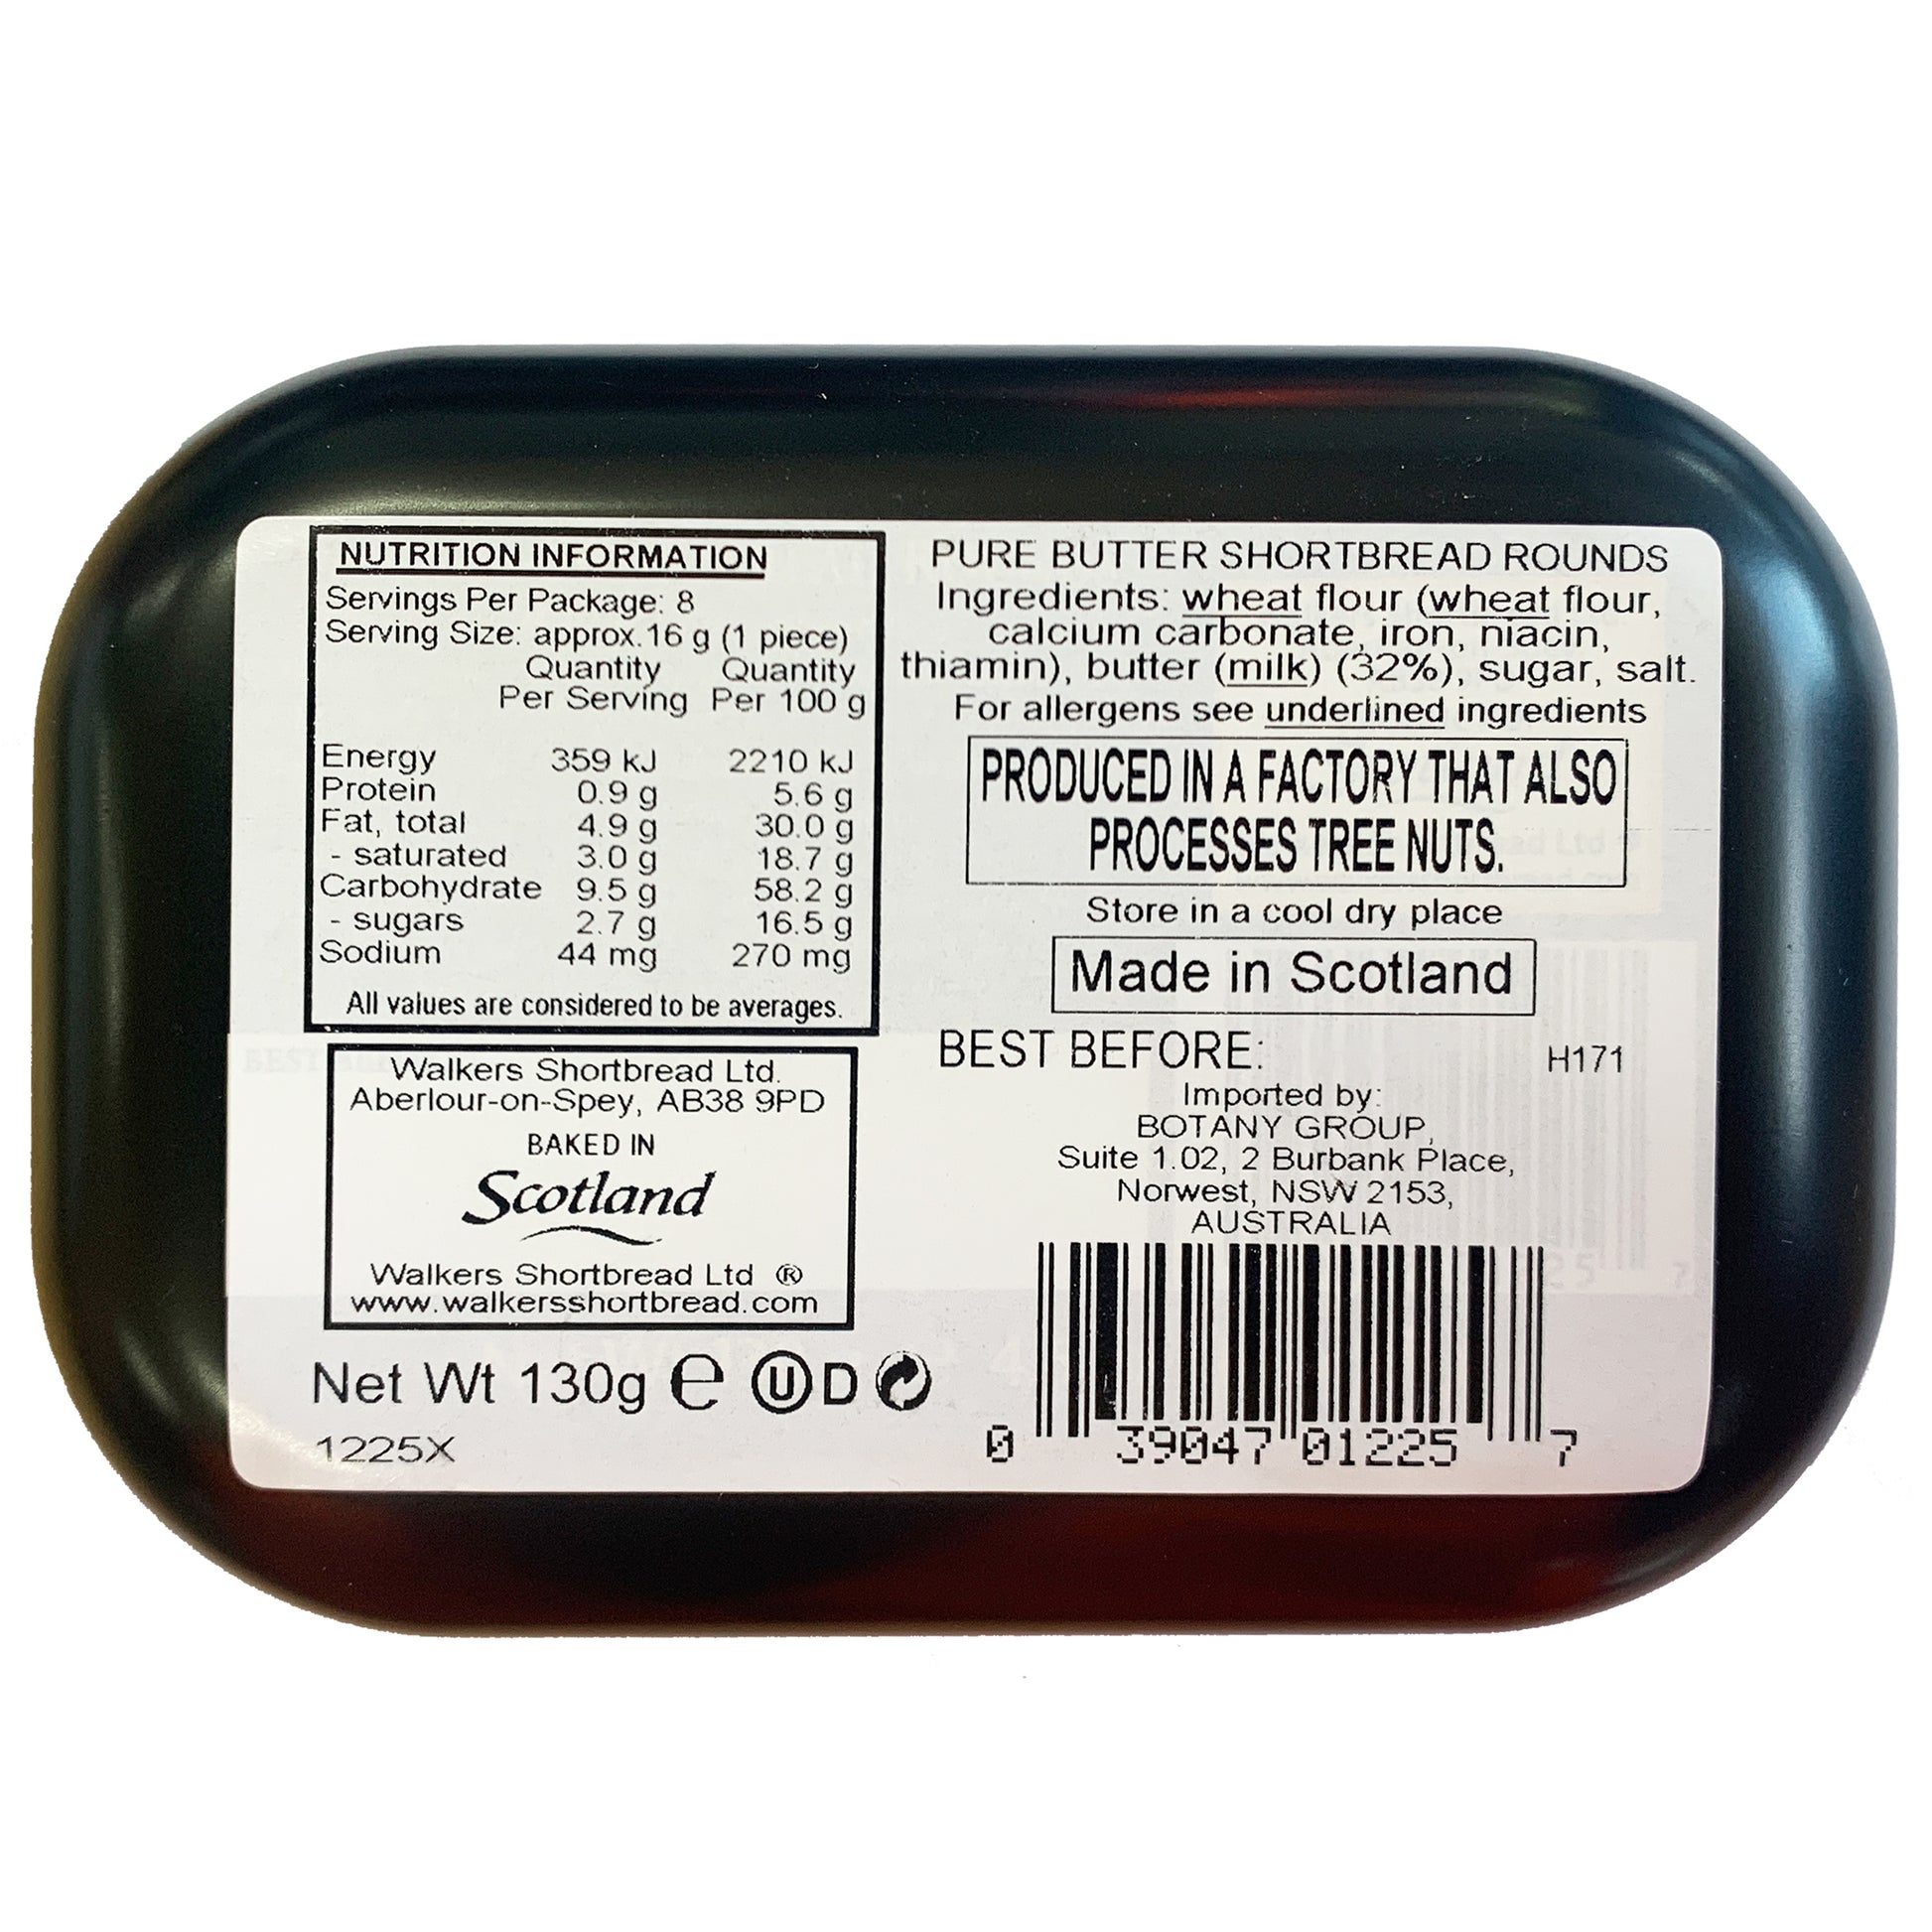 NUTRITION INFORMATION
Servings Per Package: 8
Serving Size: approx.16 g (1 piece)
Quantity Quantity
Per Serving Per 100 g
Energy 359 kJ 2210 kJ
Protein 0.9 g 5.6 g
Fat, total 4.9 g 30.0 g
- saturated 3.0 g 18.7 g
Carbohydrate 9.5 g 58.2 g
- sugars 2.7 g 16.5 g
Sodium 44 mg 270 mg
All values are considered to be averages.
Walkers Shortbread Ltd.
Aberlour-on-Spey, AB38 9PD
BAKED IN
Scotland
Walkers Shortbread Ltd ®
www.walkersshortbread.com
Net Wt 130g ℮ Ⓤ D
1225X
PURE BUTTER SHORTBREAD ROUNDS
Ingredients: wheat flour (wheat flour,
calcium carbonate, iron, niacin,
thiamin), butter (milk) (32%), sugar, salt.
For allergens see underlined ingredients
PRODUCED IN A FACTORY THAT ALSO
PROCESSES TREE NUTS.
Store in a cool dry place
Made in Scotland
BEST BEFORE: H171
Imported by:
BOTANY GROUP,
Suite 1.02, 2 Burbank Place,
Norwest, NSW 2153,
AUSTRALIA
0 39047 01225 7